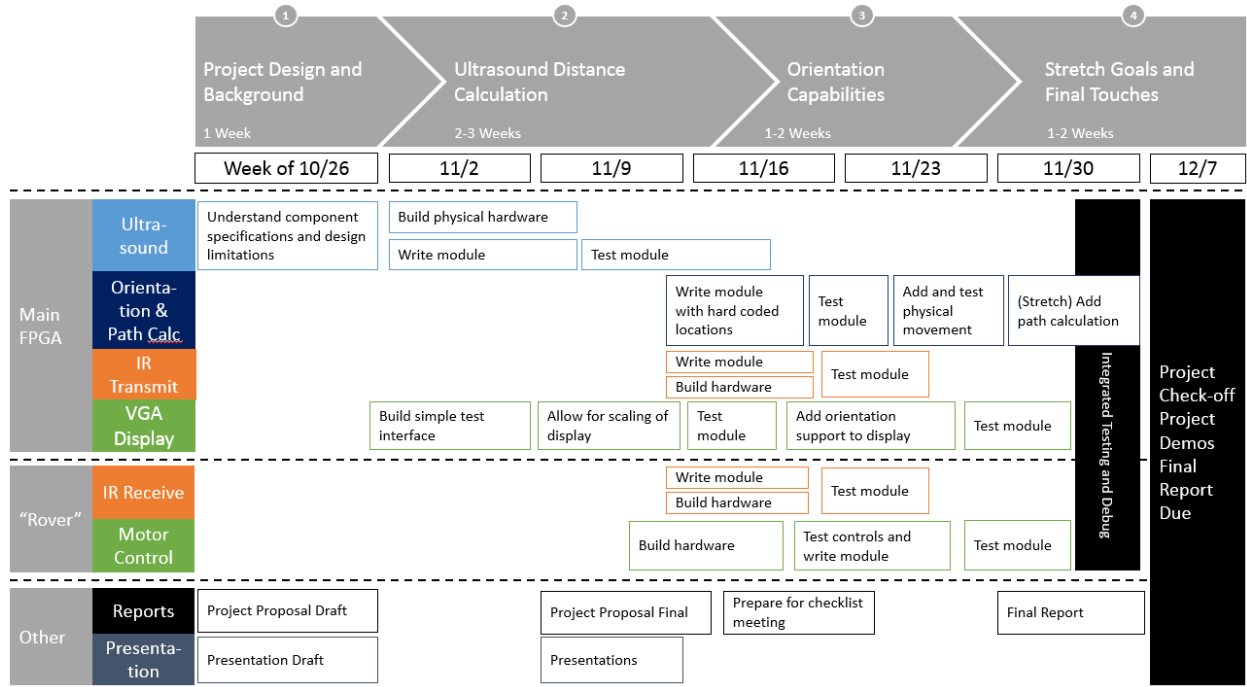 1
2
3
4
Project Design and
Background
1 Week
Ultrasound Distance
Calculation
2-3 Weeks
Orientation
Capabilities
1-2 Weeks
Stretch Goals and
Final Touches
1-2 Weeks
Week of 10/26
11/2
11/9
11/16
11/23
11/30
12/7
Main
FPGA
Ultra-
sound
Understand component
specifications and design
limitations
Build physical hardware
Write module
Test module
Orienta-
tion &
Path Calc
Write module
with hard coded
locations
Test
module
Add and test
physical
movement
(Stretch) Add
path calculation
IR
Transmit
Write module
Build hardware
Test module
VGA
Display
Build simple test
interface
Allow for scaling of
display
Test
module
Add orientation
support to display
Test module
"Rover"
IR Receive
Write module
Build hardware
Test module
Motor
Control
Build hardware
Test controls and
write module
Test module
Integrated Testing and Debug
Project
Check-off
Project
Demos
Final
Report
Due
Other
Reports
Project Proposal Draft
Project Proposal Final
Prepare for checklist
meeting
Final Report
Presenta-
tion
Presentation Draft
Presentations